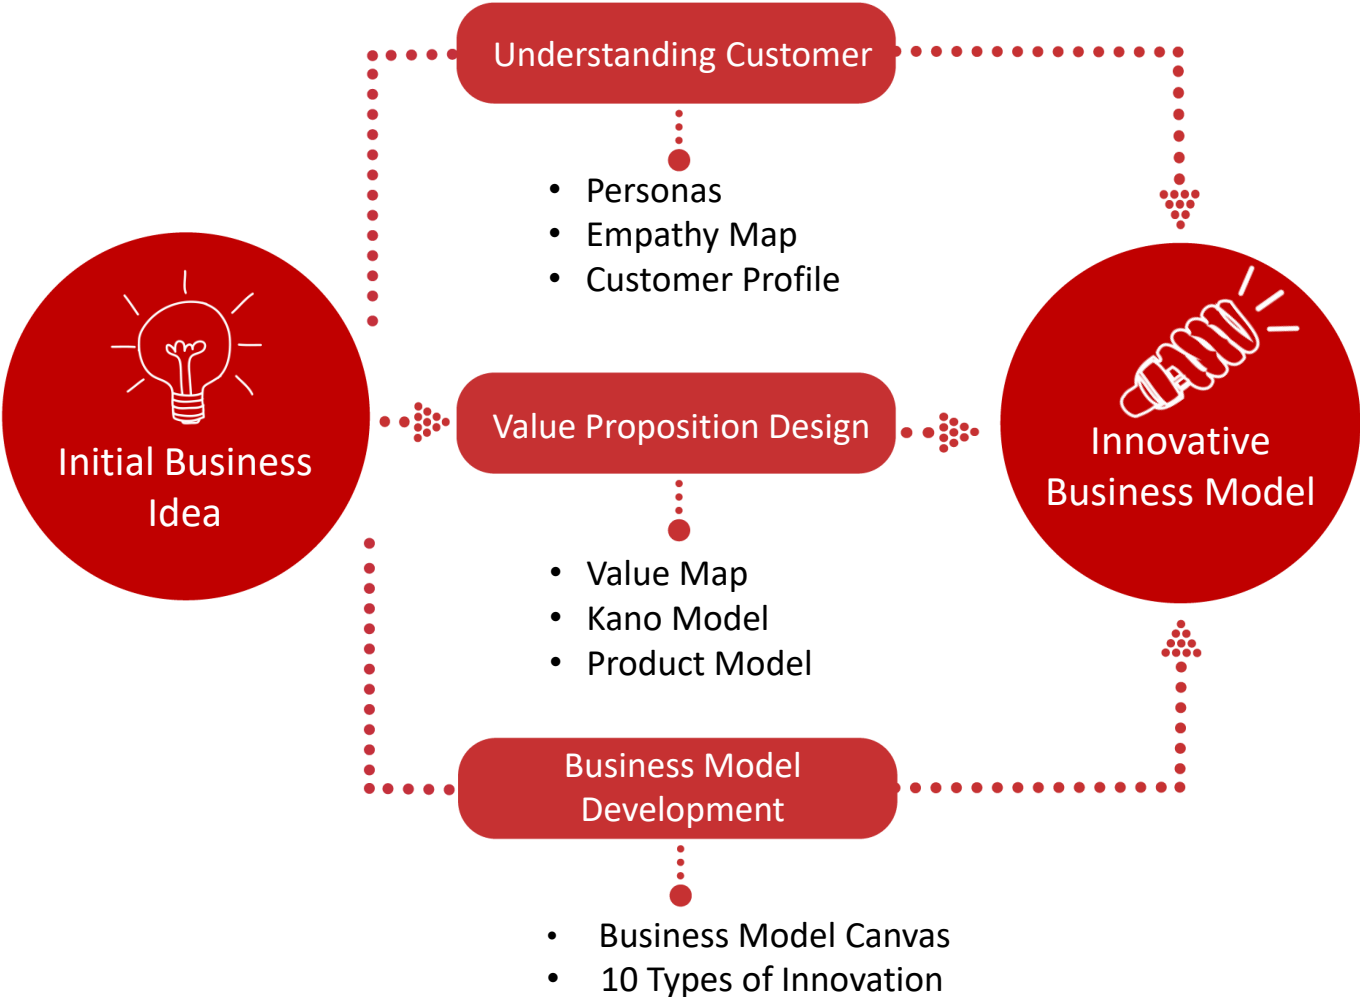 Understanding Customer
• Personas
• Empathy Map
• Customer Profile
Initial Business
Idea
Value Proposition Design
Innovative
Business Model
• Value Map
• Kano Model
• Product Model
Business Model
Development
• Business Model Canvas
• 10 Types of Innovation